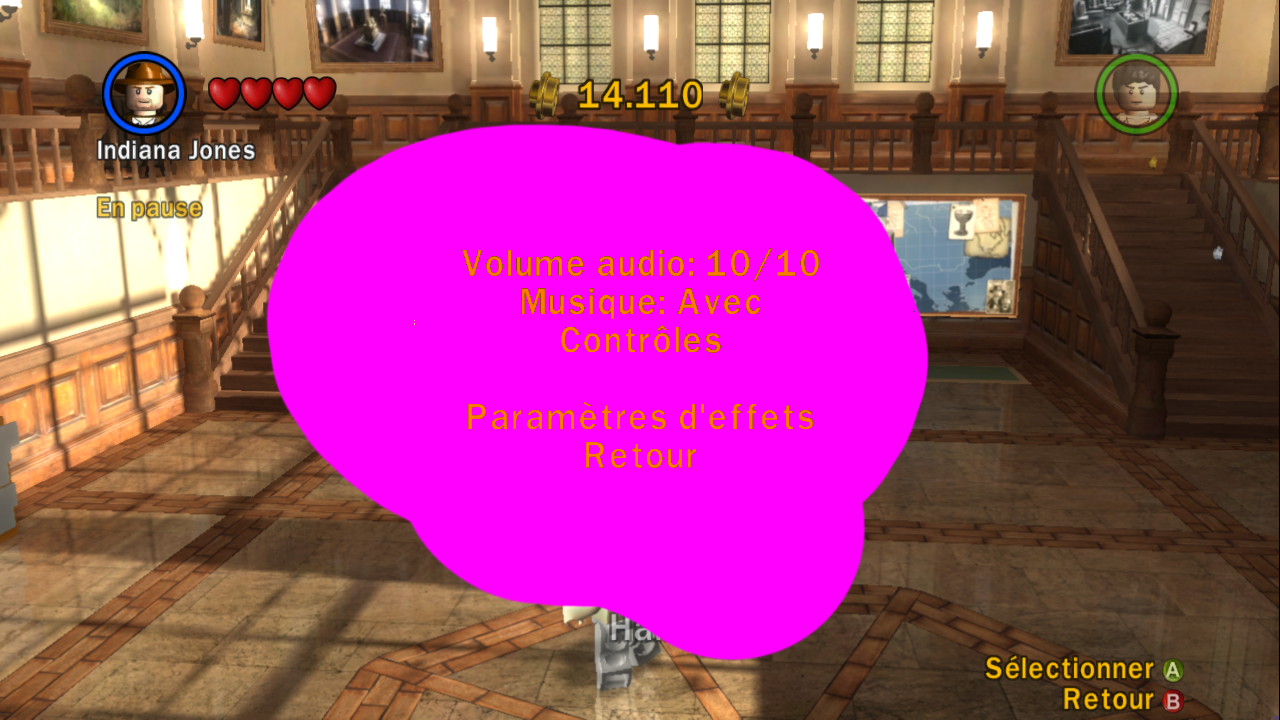 14.110
Indiana Jones
En pause
Volume audio: 10/10
Musique: Avec
Contrôles
Paramètres d'effets
Retour
Sélectionner A
Retour B